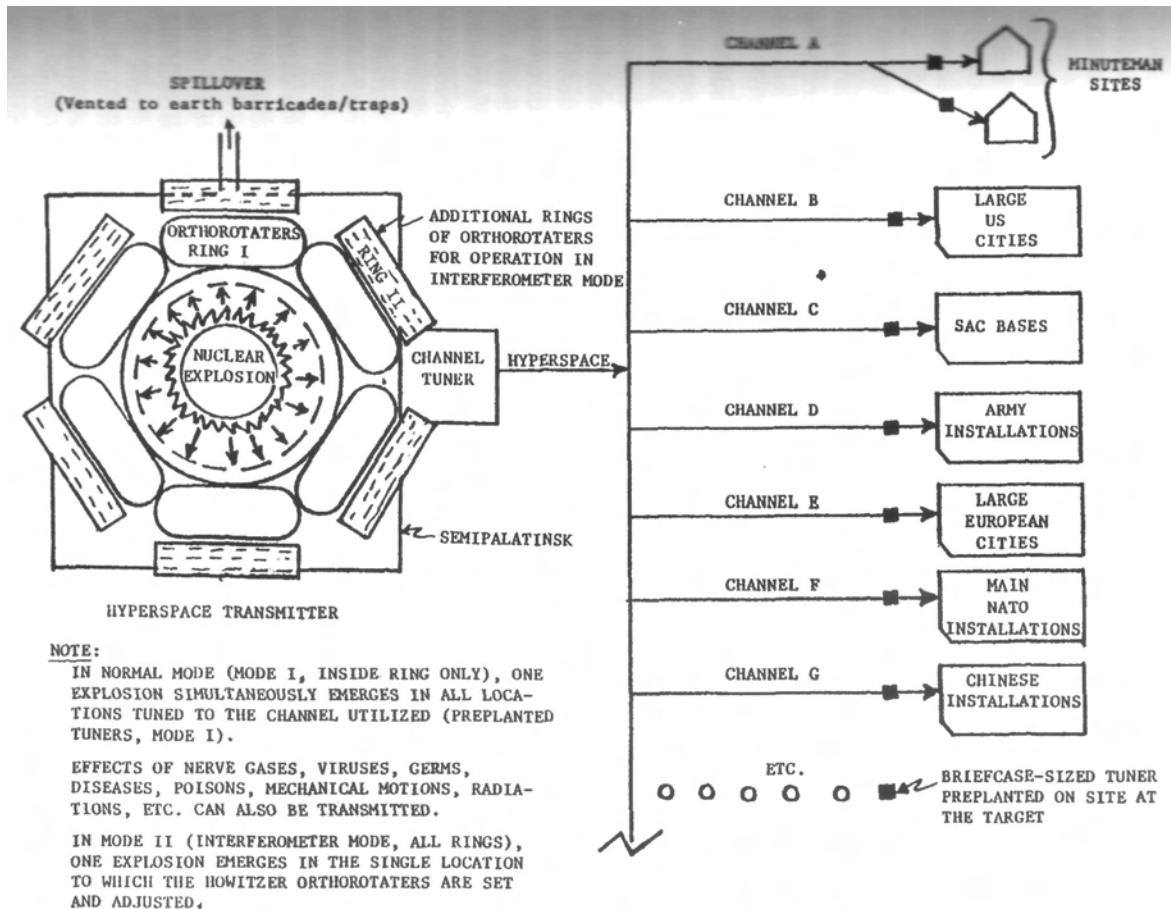 SPILLOVER
(Vented to earth barricades/traps)
ORTHOROTATERS
RING I
ADDITIONAL RINGS
OF ORTHOROTATERS
FOR OPERATION IN
INTERFEROMETER MODE
RING II
NUCLEAR
EXPLOSION
CHANNEL
TUNER
HYPERSPACE
SEMIPALATINSK
HYPERSPACE TRANSMITTER
NOTE:
IN NORMAL MODE (MODE I, INSIDE RING ONLY), ONE
EXPLOSION SIMULTANEOUSLY EMERGES IN ALL LOCA-
TIONS TUNED TO THE CHANNEL UTILIZED (PREPLANTED
TUNERS, MODE I).
EFFECTS OF NERVE GASES, VIRUSES, GERMS,
DISEASES, POISONS, MECHANICAL MOTIONS, RADIA-
TIONS, ETC. CAN ALSO BE TRANSMITTED.
IN MODE II (INTERFEROMETER MODE, ALL RINGS),
ONE EXPLOSION EMERGES IN THE SINGLE LOCATION
TO WHICH THE HOWITZER ORTHOROTATERS ARE SET
AND ADJUSTED.
CHANNEL A
MINUTEMAN
SITES
CHANNEL B
LARGE
US
CITIES
CHANNEL C
SAC BASES
CHANNEL D
ARMY
INSTALLATIONS
CHANNEL E
LARGE
EUROPEAN
CITIES
CHANNEL F
MAIN
NATO
INSTALLATIONS
CHANNEL G
CHINESE
INSTALLATIONS
ETC.
BRIEFCASE-SIZED TUNER
PREPLANTED ON SITE AT
THE TARGET